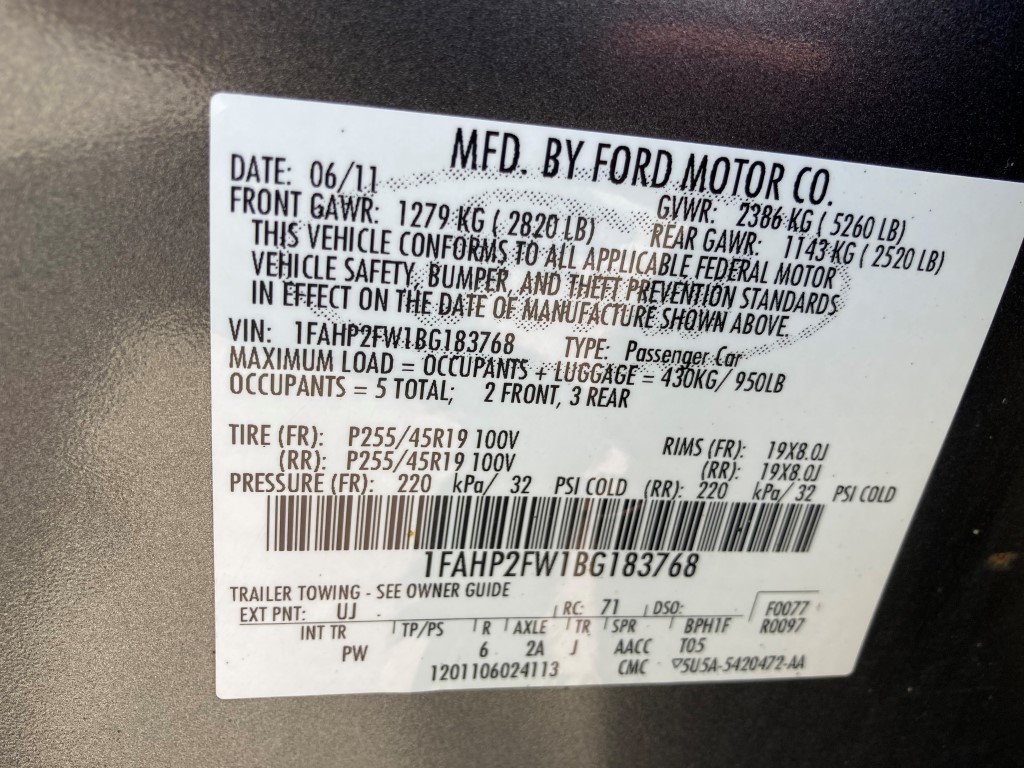 MFD. BY FORD MOTOR CO.
DATE: 06/11 GVWR: 2386 KG ( 5260 LB)
FRONT GAWR: 1279 KG ( 2820 LB) REAR GAWR: 1143 KG ( 2520 LB)
THIS VEHICLE CONFORMS TO ALL APPLICABLE FEDERAL MOTOR
VEHICLE SAFETY, BUMPER, AND THEFT PREVENTION STANDARDS
IN EFFECT ON THE DATE OF MANUFACTURE SHOWN ABOVE.
VIN: 1FAHP2FW1BG183768 TYPE: Passenger Car
MAXIMUM LOAD = OCCUPANTS + LUGGAGE = 430KG/ 950LB
OCCUPANTS = 5 TOTAL; 2 FRONT, 3 REAR
TIRE (FR): P255/45R19 100V RIMS (FR): 19X8.0J
(RR): P255/45R19 100V (RR): 19X8.0J
PRESSURE (FR): 220 kPa/ 32 PSI COLD (RR): 220 kPa/ 32 PSI COLD
1FAHP2FW1BG183768
TRAILER TOWING - SEE OWNER GUIDE
EXT PNT: UJ RC: 71 DSO: F0077
INT TR TP/PS R AXLE TR SPR BPH1F R0097
PW 6 2A J AACC T05
1201106024113 CMC 5U5A-5420472-AA